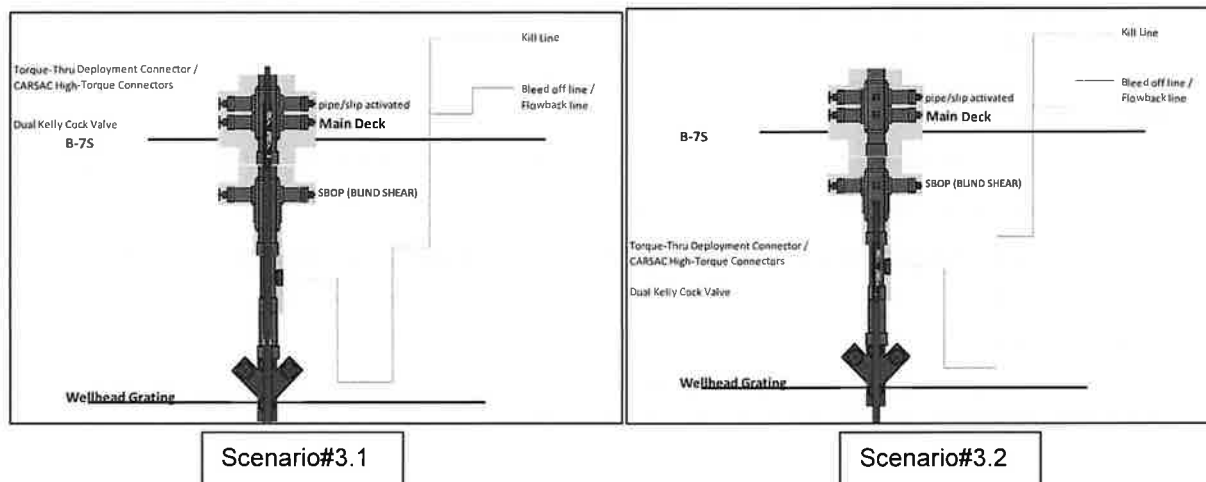 Kill Line
Torque-Thru Deployment Connector /
CARSAC High-Torque Connectors
Bleed off line /
Flowback line
pipe/slip activated
Main Deck
Dual Kelly Cock Valve
B-7S
SBOP (BLIND SHEAR)
Wellhead Grating
Scenario#3.1
Kill Line
Bleed off line /
Flowback line
pipe/slip activated
Main Deck
B-7S
SBOP (BLIND SHEAR)
Torque-Thru Deployment Connector /
CARSAC High-Torque Connectors
Dual Kelly Cock Valve
Wellhead Grating
Scenario#3.2